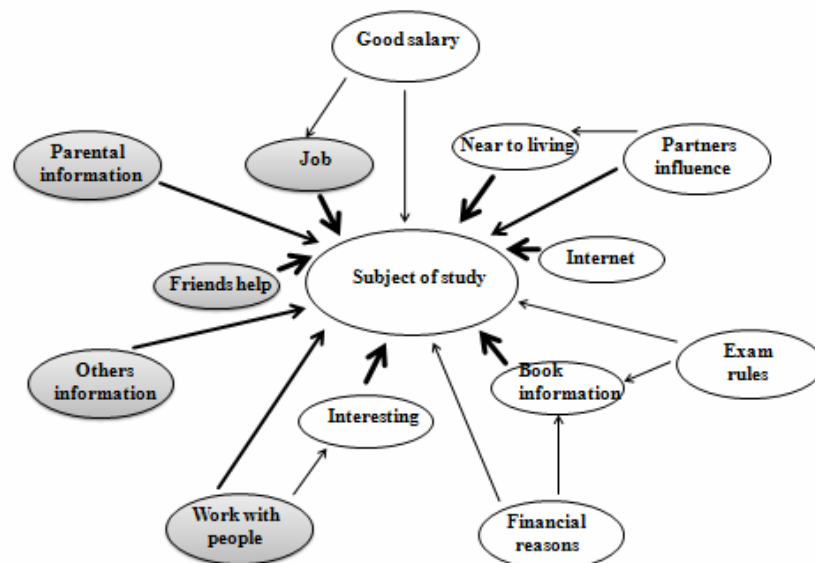 Good salary
Parental
information
Job
Near to living
Partners
influence
Friends help
Subject of study
Internet
Others
information
Interesting
Book
information
Exam
rules
Work with
people
Financial
reasons